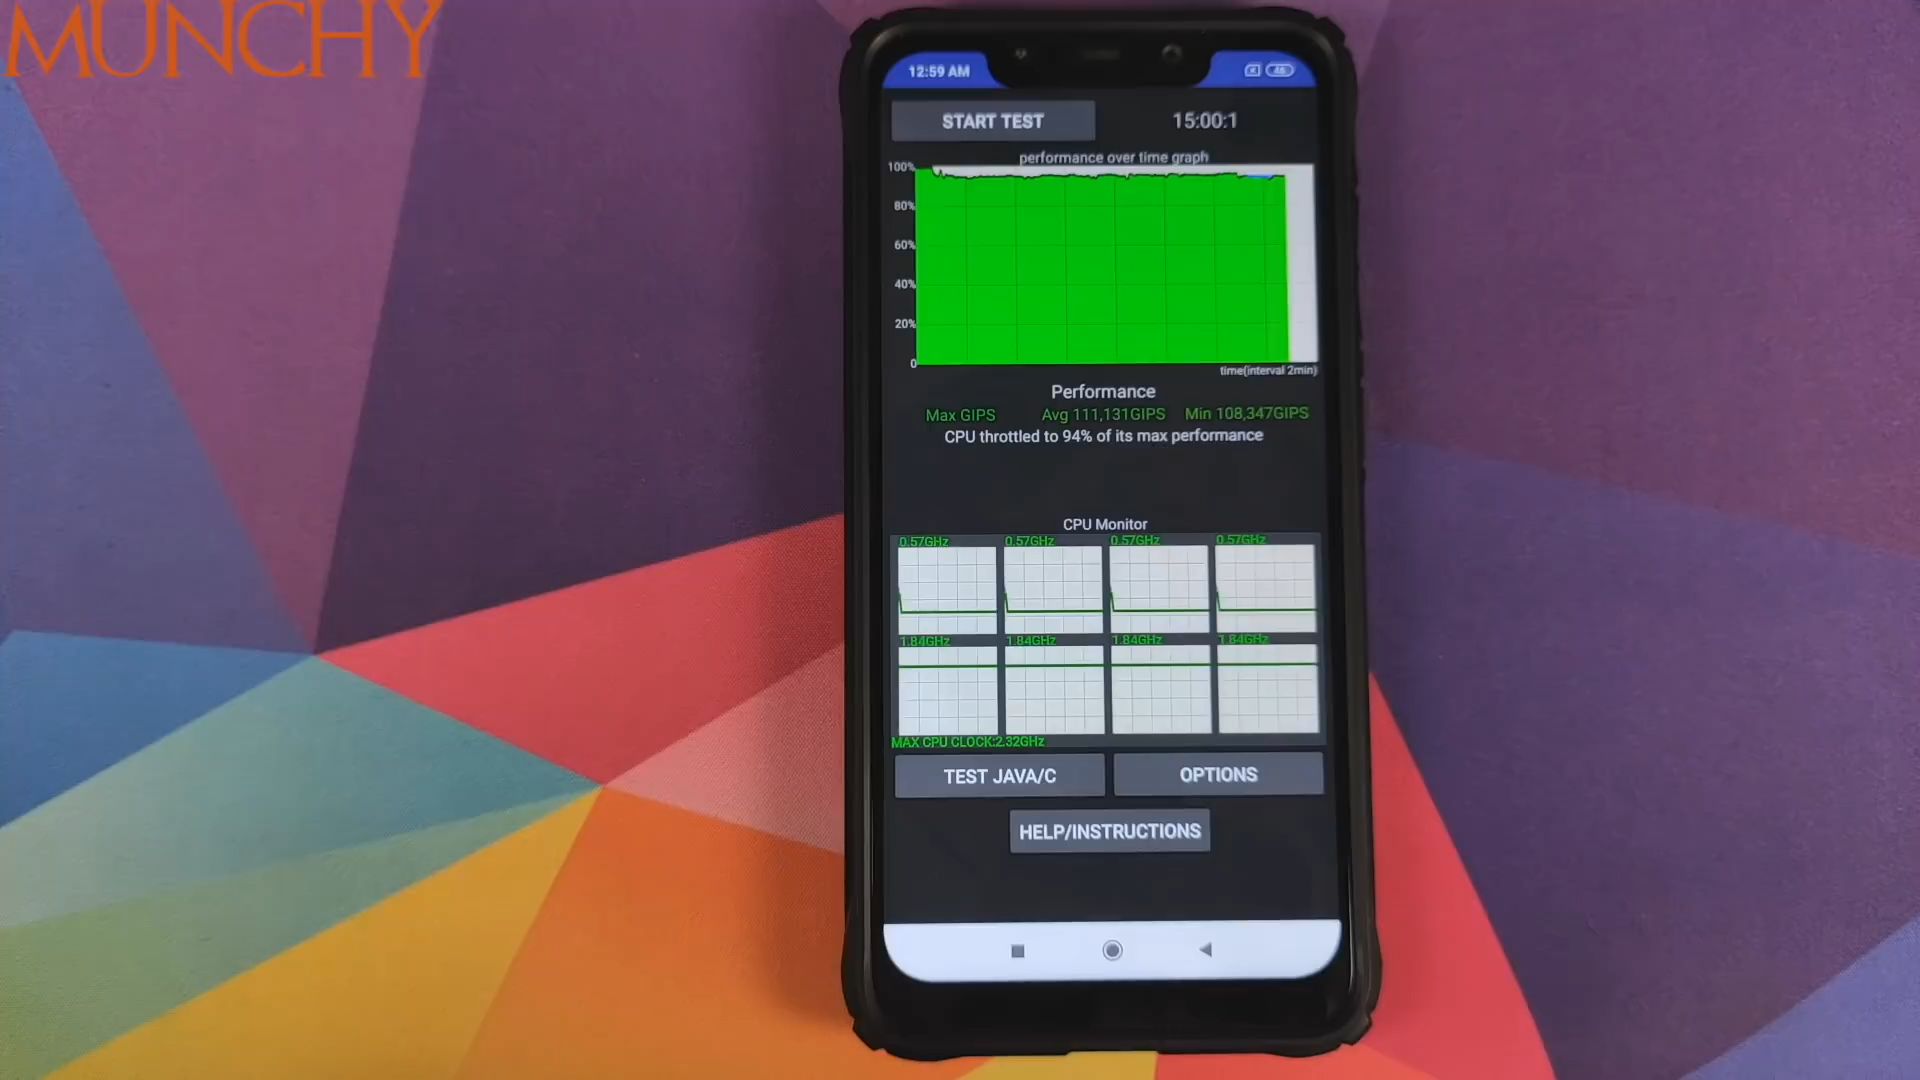 MUNCHY
12:59 AM
46
START TEST
15:00:1
performance over time graph
100%
80%
60%
40%
20%
0
time(interval 2min)
Performance
Max GIPS Avg 111,131GIPS Min 108,347GIPS
CPU throttled to 94% of its max performance
CPU Monitor
0.57GHz 0.57GHz 0.57GHz 0.57GHz
1.84GHz 1.84GHz 1.84GHz 1.84GHz
MAX CPU CLOCK:2.32GHz
TEST JAVA/C
OPTIONS
HELP/INSTRUCTIONS